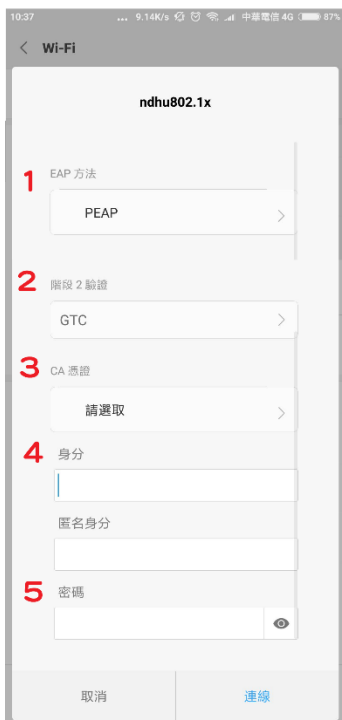 10:37 ... 9.14K/s 中華電信 4G 87%
Wi-Fi
ndhu802.1x
1 EAP 方法
PEAP
2 階段 2 驗證
GTC
3 CA 憑證
請選取
4 身分
匿名身分
5 密碼
取消 連線